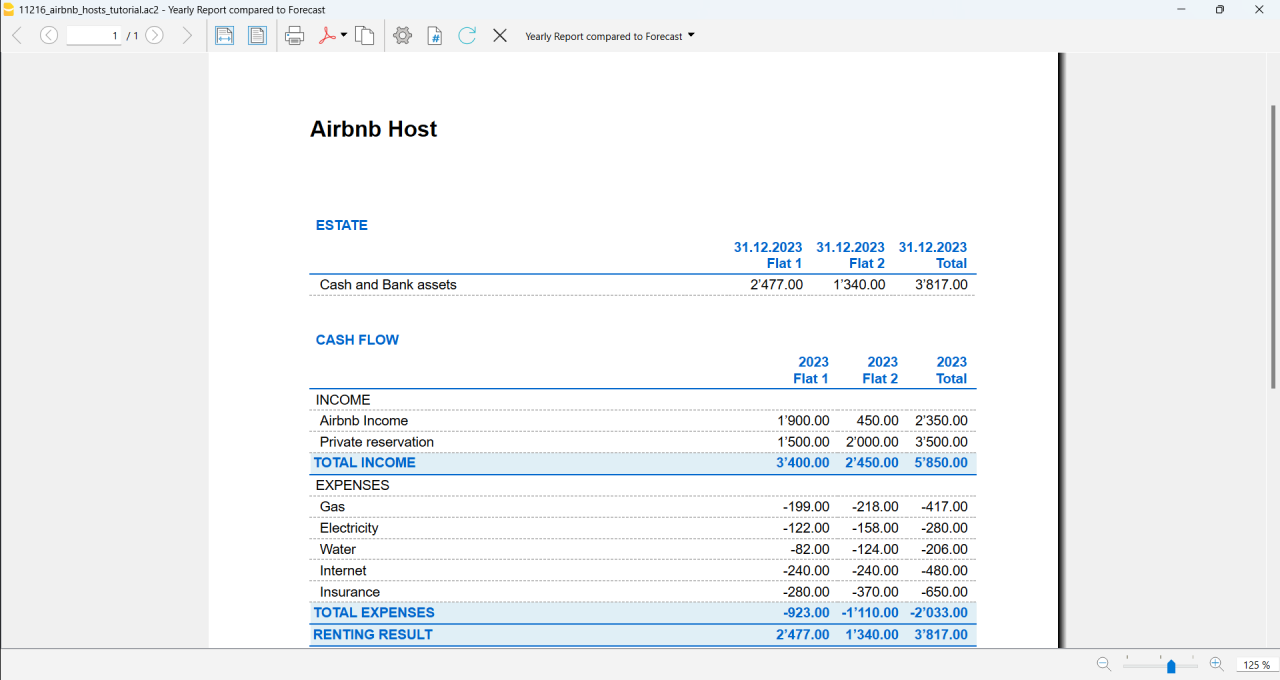 11216_airbnb_hosts_tutorial.ac2 - Yearly Report compared to Forecast
1 / 1 # Yearly Report compared to Forecast
Airbnb Host
ESTATE
31.12.2023 31.12.2023 31.12.2023
Flat 1 Flat 2 Total
Cash and Bank assets 2'477.00 1'340.00 3'817.00
CASH FLOW
2023 2023 2023
Flat 1 Flat 2 Total
INCOME
Airbnb Income 1'900.00 450.00 2'350.00
Private reservation 1'500.00 2'000.00 3'500.00
TOTAL INCOME 3'400.00 2'450.00 5'850.00
EXPENSES
Gas -199.00 -218.00 -417.00
Electricity -122.00 -158.00 -280.00
Water -82.00 -124.00 -206.00
Internet -240.00 -240.00 -480.00
Insurance -280.00 -370.00 -650.00
TOTAL EXPENSES -923.00 -1'110.00 -2'033.00
RENTING RESULT 2'477.00 1'340.00 3'817.00
125 %